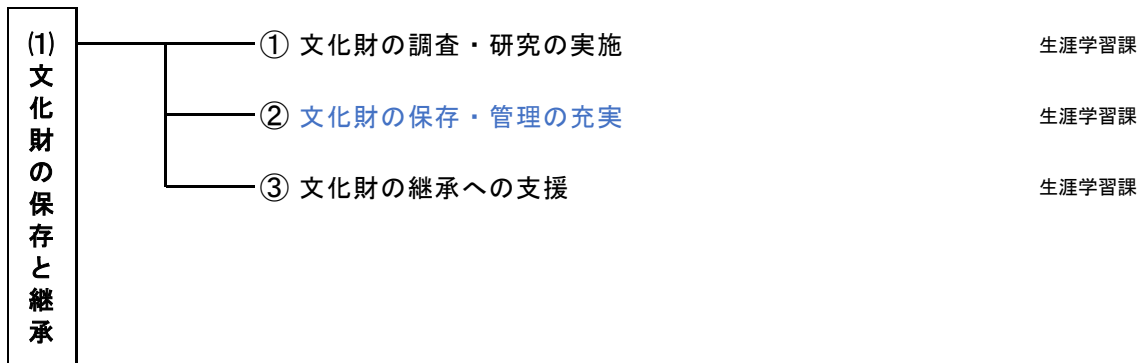 ⑴文化財の保存と継承
① 文化財の調査・研究の実施 生涯学習課
② 文化財の保存・管理の充実 生涯学習課
③ 文化財の継承への支援 生涯学習課